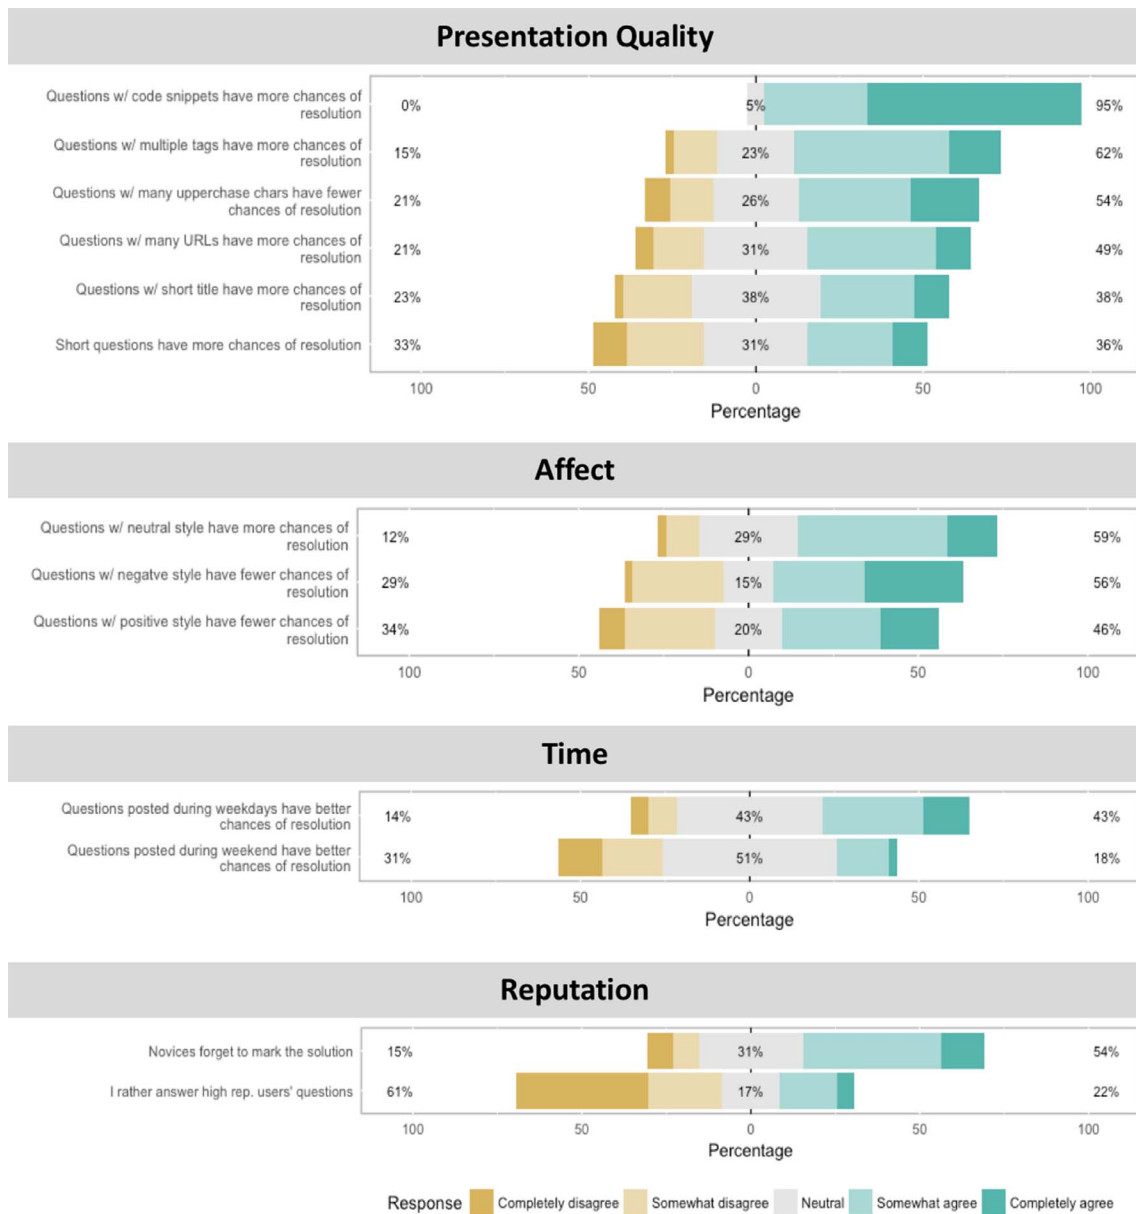 Presentation Quality
Questions w/ code snippets have more chances of
resolution
0%
5%
95%
Questions w/ multiple tags have more chances of
resolution
15%
23%
62%
Questions w/ many upperchase chars have fewer
chances of resolution
21%
26%
54%
Questions w/ many URLs have more chances of
resolution
21%
31%
49%
Questions w/ short title have more chances of
resolution
23%
38%
38%
Short questions have more chances of resolution
33%
31%
36%
100 50 0 50 100
Percentage
Affect
Questions w/ neutral style have more chances of
resolution
12%
29%
59%
Questions w/ negatve style have fewer chances of
resolution
29%
15%
56%
Questions w/ positive style have fewer chances of
resolution
34%
20%
46%
100 50 0 50 100
Percentage
Time
Questions posted during weekdays have better
chances of resolution
14%
43%
43%
Questions posted during weekend have better
chances of resolution
31%
51%
18%
100 50 0 50 100
Percentage
Reputation
Novices forget to mark the solution
15%
31%
54%
I rather answer high rep. users' questions
61%
17%
22%
100 50 0 50 100
Percentage
Response Completely disagree Somewhat disagree Neutral Somewhat agree Completely agree